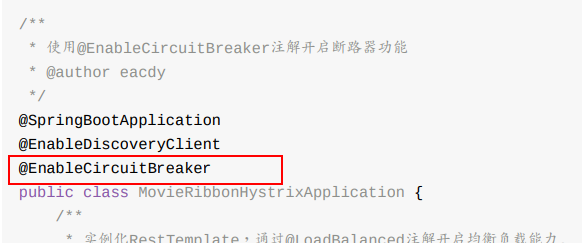 /**
* 使用@EnableCircuitBreaker注解开启断路器功能
* @author eacdy
*/
@SpringBootApplication
@EnableDiscoveryClient
@EnableCircuitBreaker
public class MovieRibbonHystrixApplication {
/**
* 实例化RestTemplate，通过@LoadBalanced注解开启均衡负载能力.